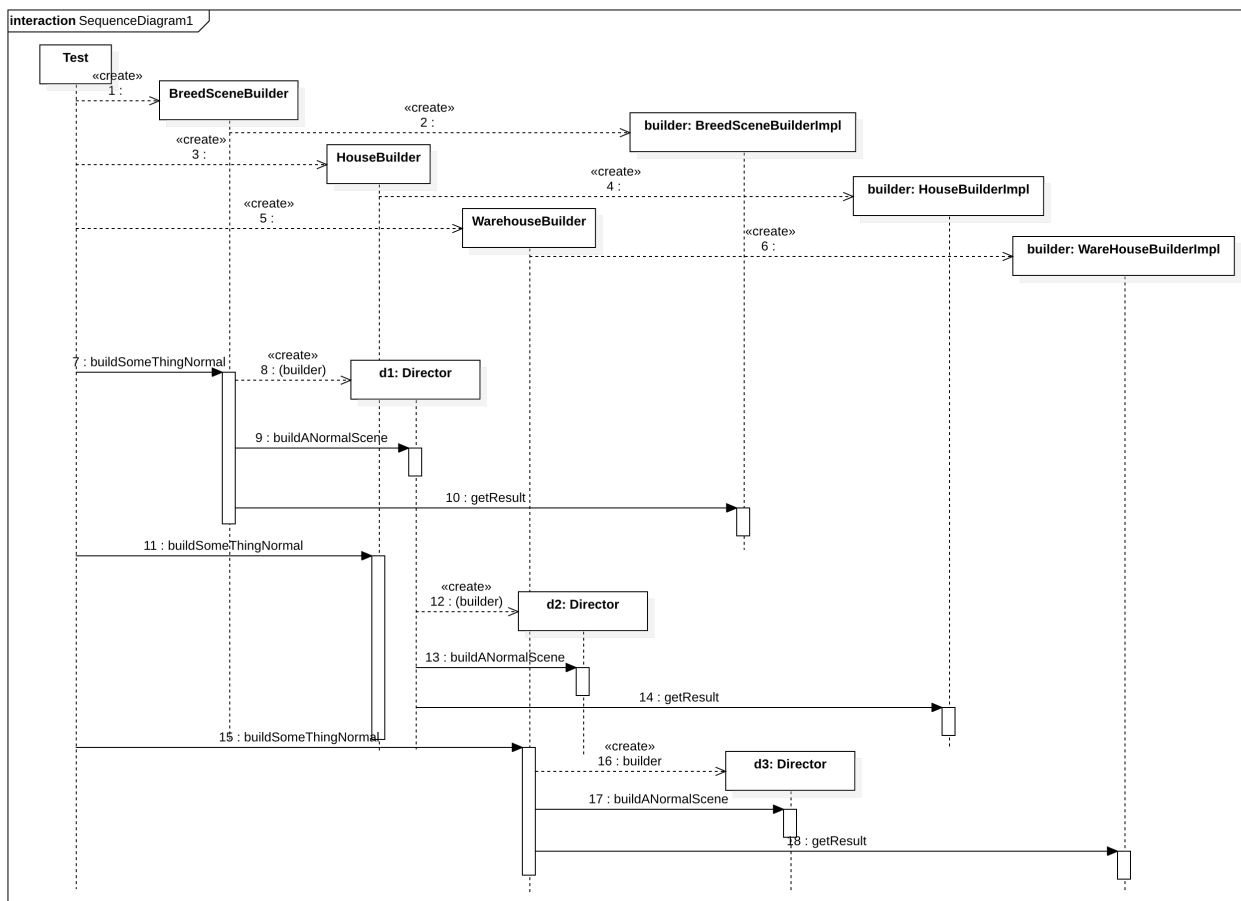 interaction SequenceDiagram1
Test
«create»
1 :
BreedSceneBuilder
«create»
2 :
builder: BreedSceneBuilderImpl
«create»
3 :
HouseBuilder
«create»
4 :
builder: HouseBuilderImpl
«create»
5 :
WarehouseBuilder
«create»
6 :
builder: WareHouseBuilderImpl
7 : buildSomeThingNormal
«create»
8 : (builder)
d1: Director
9 : buildANormalScene
10 : getResult
11 : buildSomeThingNormal
«create»
12 : (builder)
d2: Director
13 : buildANormalScene
14 : getResult
15 : buildSomeThingNormal
«create»
16 : builder
d3: Director
17 : buildANormalScene
18 : getResult